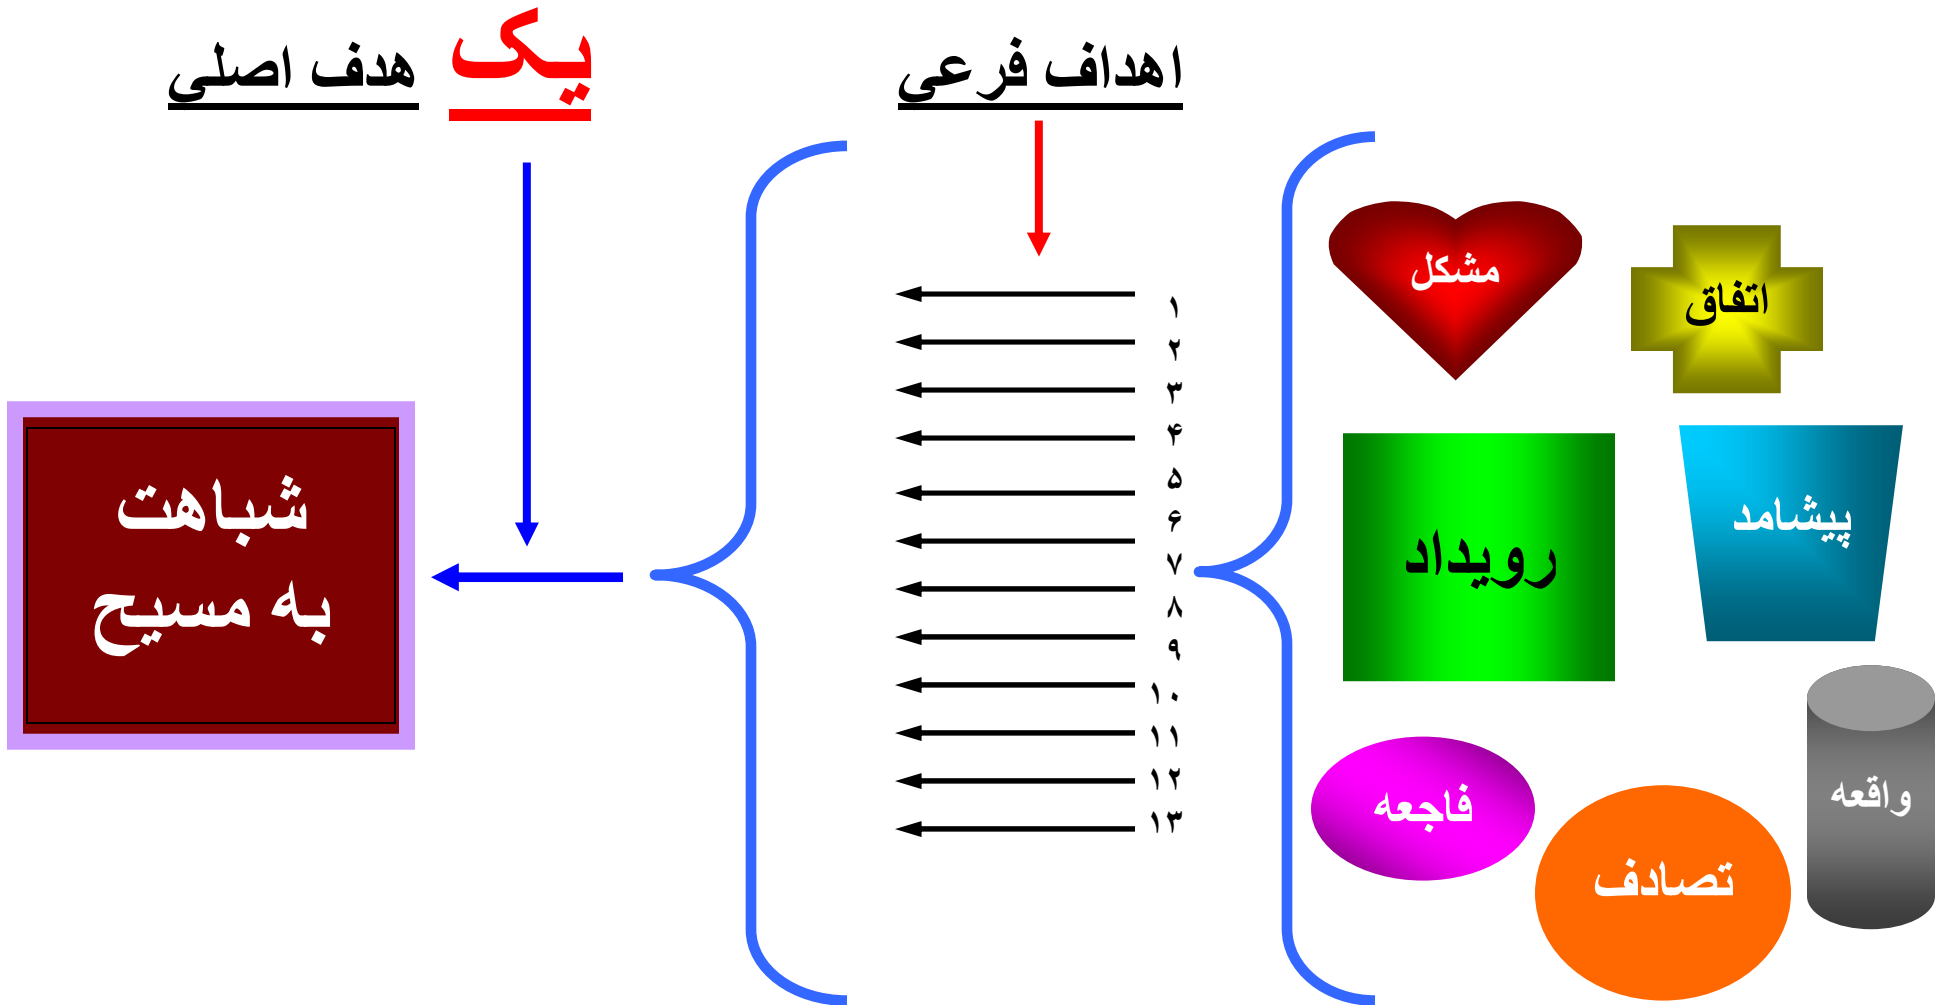 یک هدف اصلی
اهداف فرعی
مشکل
اتفاق
رویداد
پیشامد
واقعه
فاجعه
تصادف
۱
۲
۳
۴
۵
۶
۷
۸
۹
۱۰
۱۱
۱۲
۱۳
شباهت
به مسیح